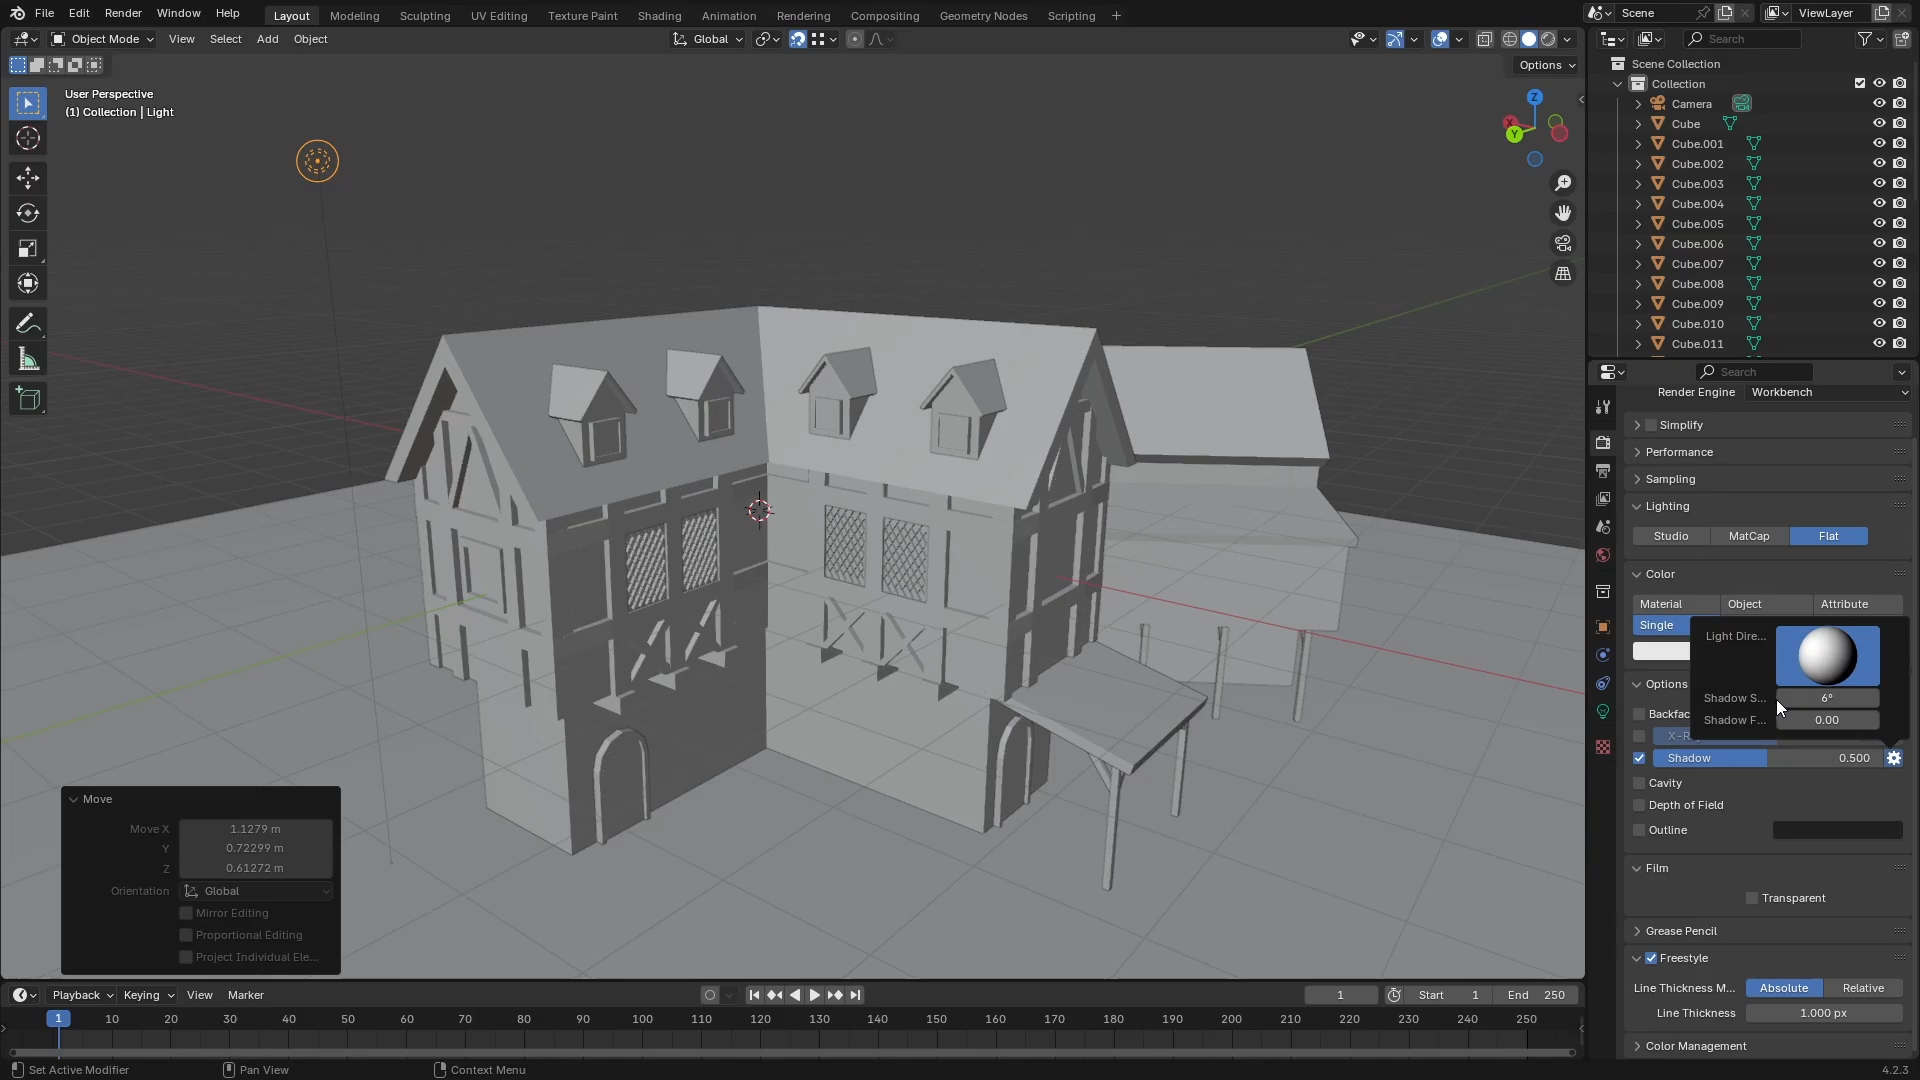 File Edit Render Window Help Layout Modeling Sculpting UV Editing Texture Paint Shading Animation Rendering Compositing Geometry Nodes Scripting + Scene ViewLayer
Object Mode View Select Add Object Global Search
Options
User Perspective
(1) Collection | Light
Z
X
Y
Scene Collection
Collection
Camera
Cube
Cube.001
Cube.002
Cube.003
Cube.004
Cube.005
Cube.006
Cube.007
Cube.008
Cube.009
Cube.010
Cube.011
Search
Render Engine Workbench
Simplify
Performance
Sampling
Lighting
Studio MatCap Flat
Color
Material Object Attribute
Single
Light Dire...
Options
Shadow S... 6°
Backfac
Shadow F... 0.00
Shadow 0.500
Cavity
Depth of Field
Outline
Film
Transparent
Grease Pencil
Freestyle
Line Thickness M... Absolute Relative
Line Thickness 1.000 px
Color Management
Move
Move X 1.1279 m
Y 0.72299 m
Z 0.61272 m
Orientation Global
Mirror Editing
Proportional Editing
Project Individual Ele...
Playback Keying View Marker 1 Start 1 End 250
1 10 20 30 40 50 60 70 80 90 100 110 120 130 140 150 160 170 180 190 200 210 220 230 240 250
Set Active Modifier Pan View Context Menu 4.2.3